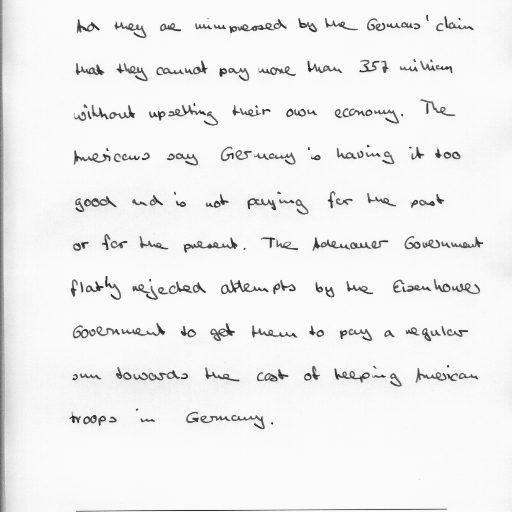 And they are unimpressed by the Germans' claim
that they cannot pay more than 357 million
without upsetting their own economy. The
Americans say Germany is having it too
good and is not paying for the past
or for the present. The Adenauer Government
flatly rejected attempts by the Eisenhower
Government to get them to pay a regular
sum towards the cost of keeping American
troops in Germany.